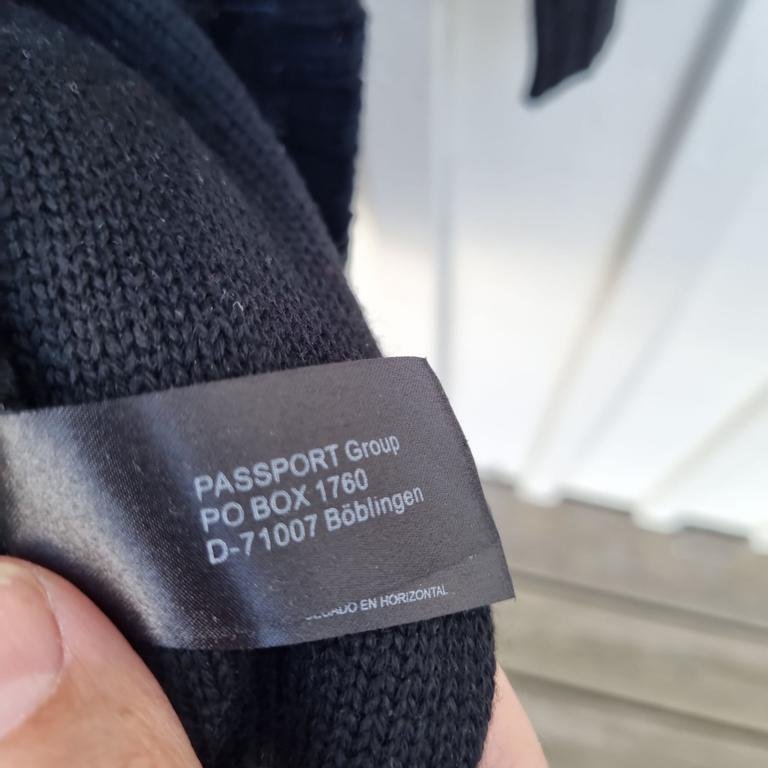 PASSPORT Group
PO BOX 1760
D-71007 Böblingen
EN HORIZONTAL